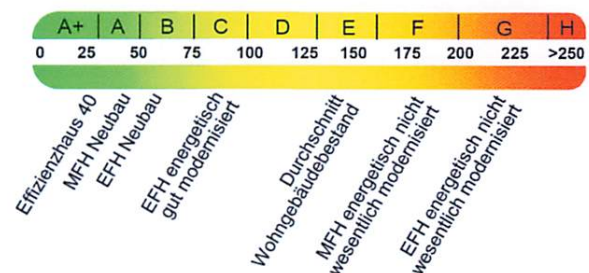 A+ A B C D E F G H
0 25 50 75 100 125 150 175 200 225 >250
Effizienzhaus 40
MFH Neubau
EFH Neubau
EFH energetisch
gut modernisiert
Durchschnitt
Wohngebäudebestand
MFH energetisch nicht
wesentlich modernisiert
EFH energetisch nicht
wesentlich modernisiert